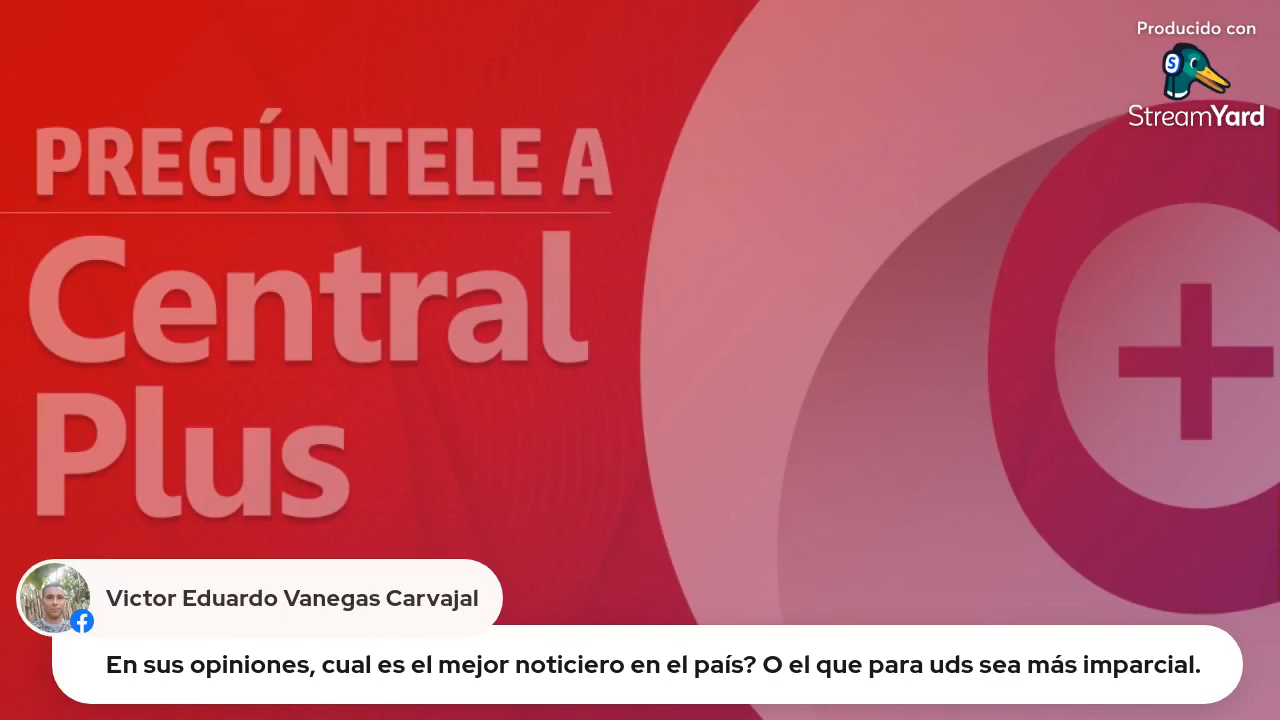 Producido con
StreamYard
PREGÚNTELE A
Central
Plus
Victor Eduardo Vanegas Carvajal
En sus opiniones, cual es el mejor noticiero en el país? O el que para uds sea más imparcial.